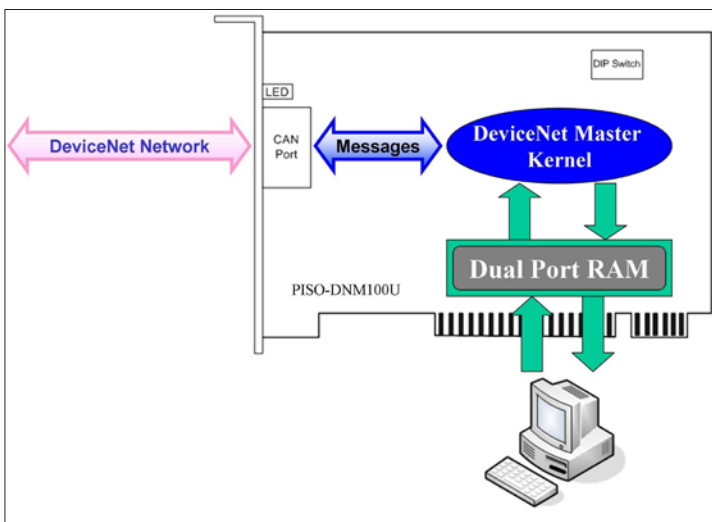 DIP Switch
LED
DeviceNet Network
CAN
Port
Messages
DeviceNet Master
Kernel
Dual Port RAM
PISO-DNM100U